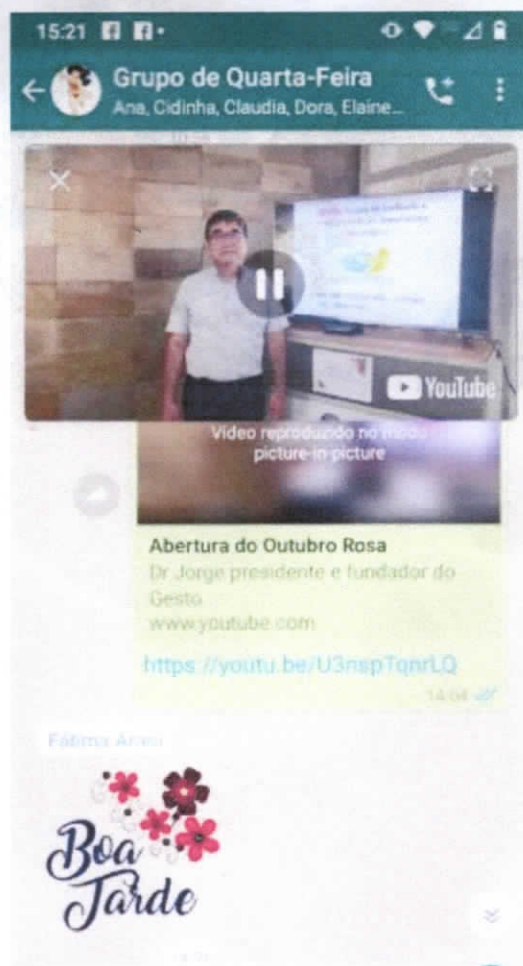 15:21
Grupo de Quarta-Feira
Ana, Cidinha, Claudia, Dora, Elaine...
YouTube
Vídeo reproduzindo no modo
picture-in-picture
Abertura do Outubro Rosa
Dr Jorge presidente e fundador do
Gesto
www.youtube.com
https://youtu.be/U3nspTqnrLQ
14:04
Fátima
Boa
Tarde